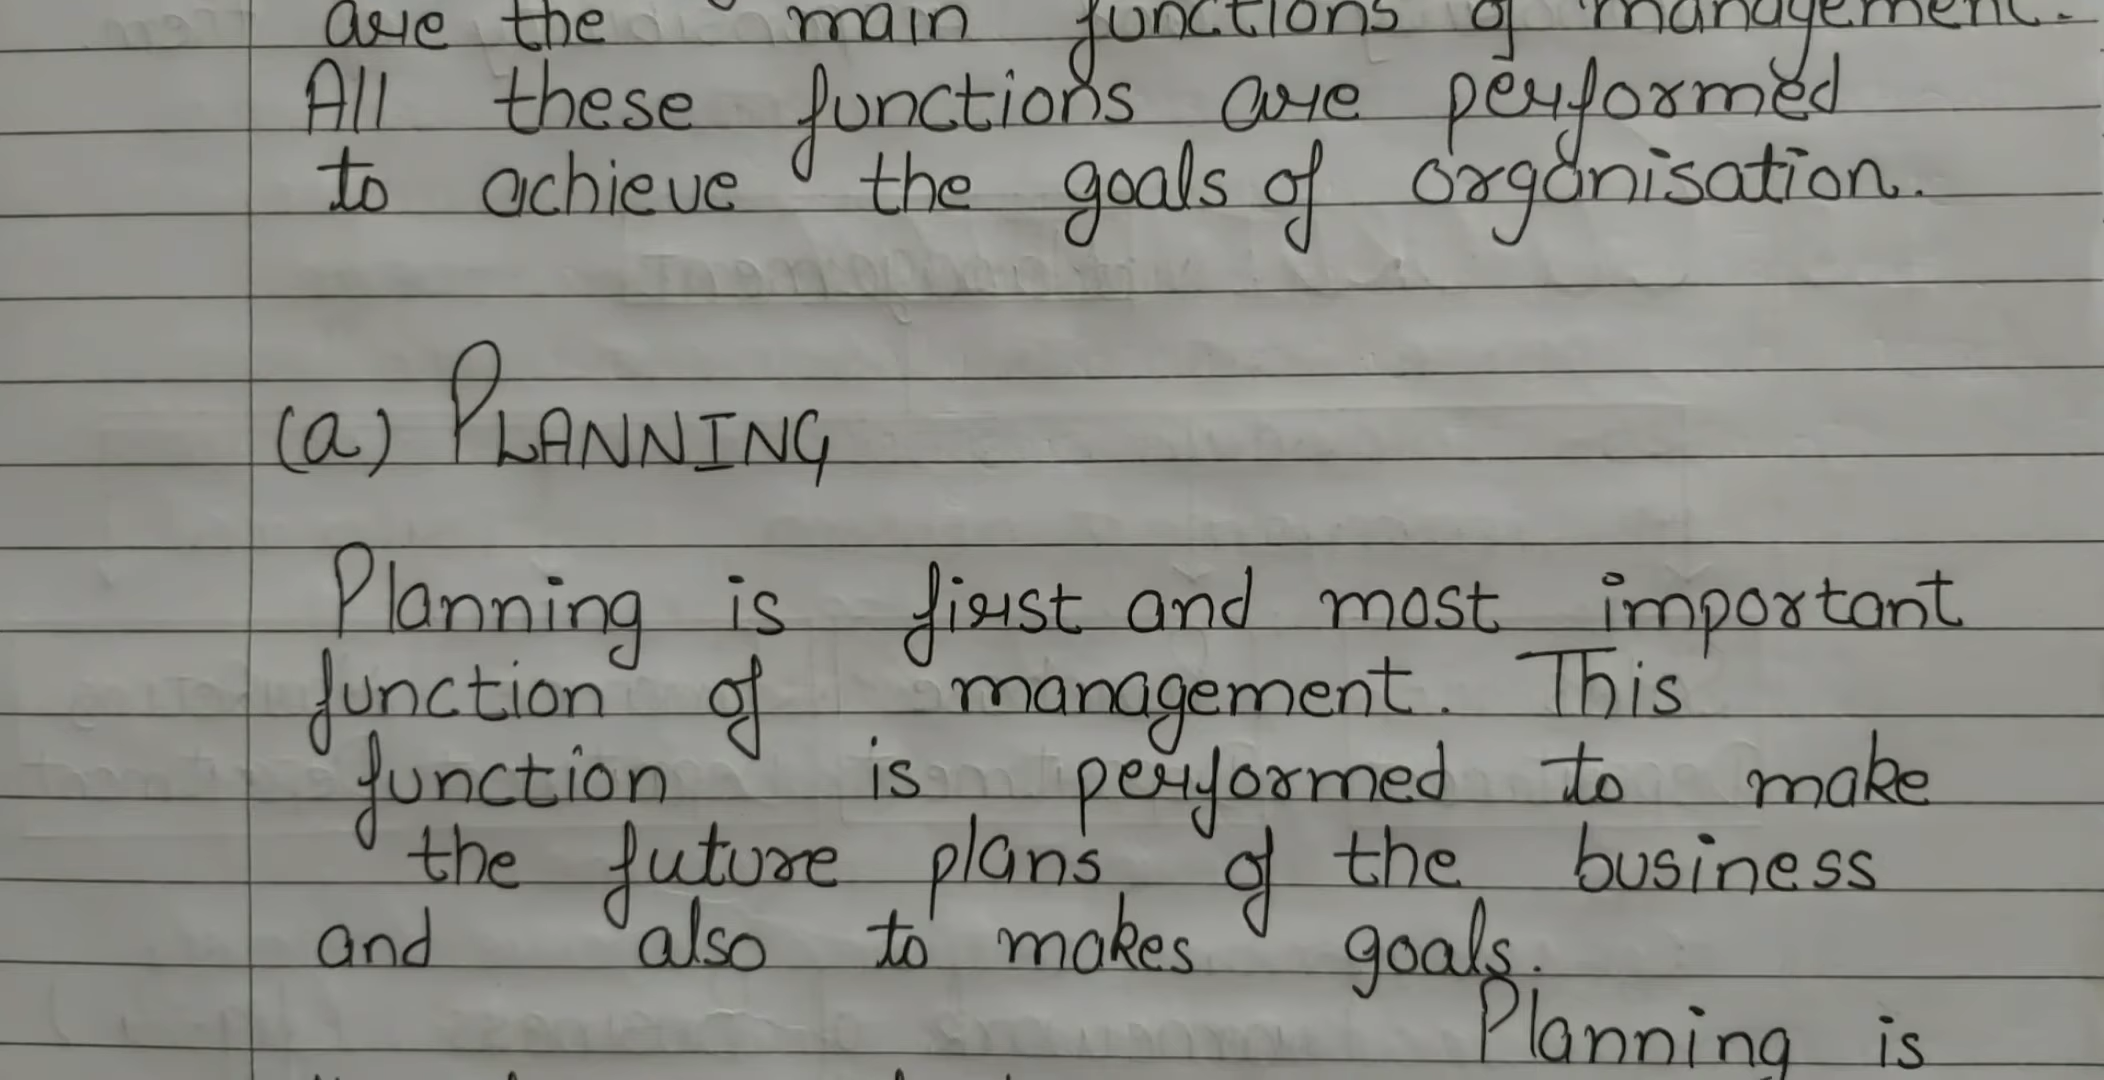 are the main functions of management.
All these functions are performed
to achieve the goals of organisation.
(a) PLANNING
Planning is first and most important
function of management. This
function is performed to make
the future plans of the business
and also to makes goals.
Planning is